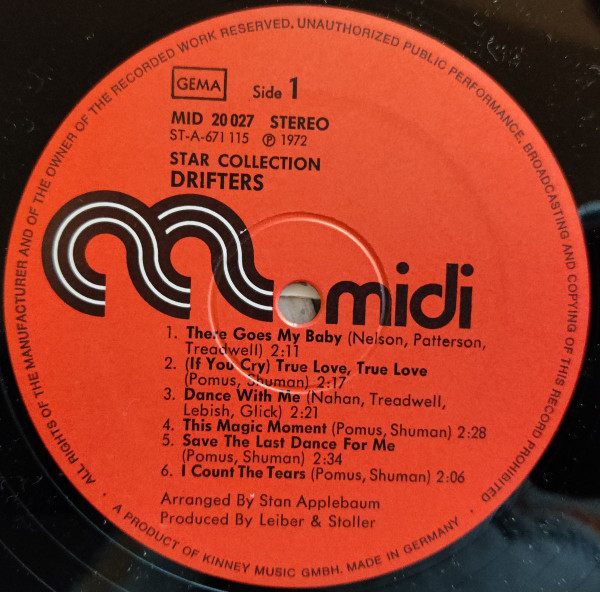 ALL RIGHTS OF THE MANUFACTURER AND OF THE OWNER OF THE RECORDED WORK RESERVED. UNAUTHORIZED PUBLIC PERFORMANCE, BROADCASTING AND COPYING OF THIS RECORD PROHIBITED
GEMA
Side 1
MID 20 027 STEREO
ST-A-671 115 Ⓟ 1972
STAR COLLECTION
DRIFTERS
midi
1. There Goes My Baby (Nelson, Patterson,
Treadwell) 2:11
2. (If You Cry) True Love, True Love
(Pomus, Shuman) 2:17
3. Dance With Me (Nahan, Treadwell,
Lebish, Glick) 2:21
4. This Magic Moment (Pomus, Shuman) 2:28
5. Save The Last Dance For Me
(Pomus, Shuman) 2:34
6. I Count The Tears (Pomus, Shuman) 2:06
Arranged By Stan Applebaum
Produced By Leiber & Stoller
A PRODUCT OF KINNEY MUSIC GMBH. MADE IN GERMANY